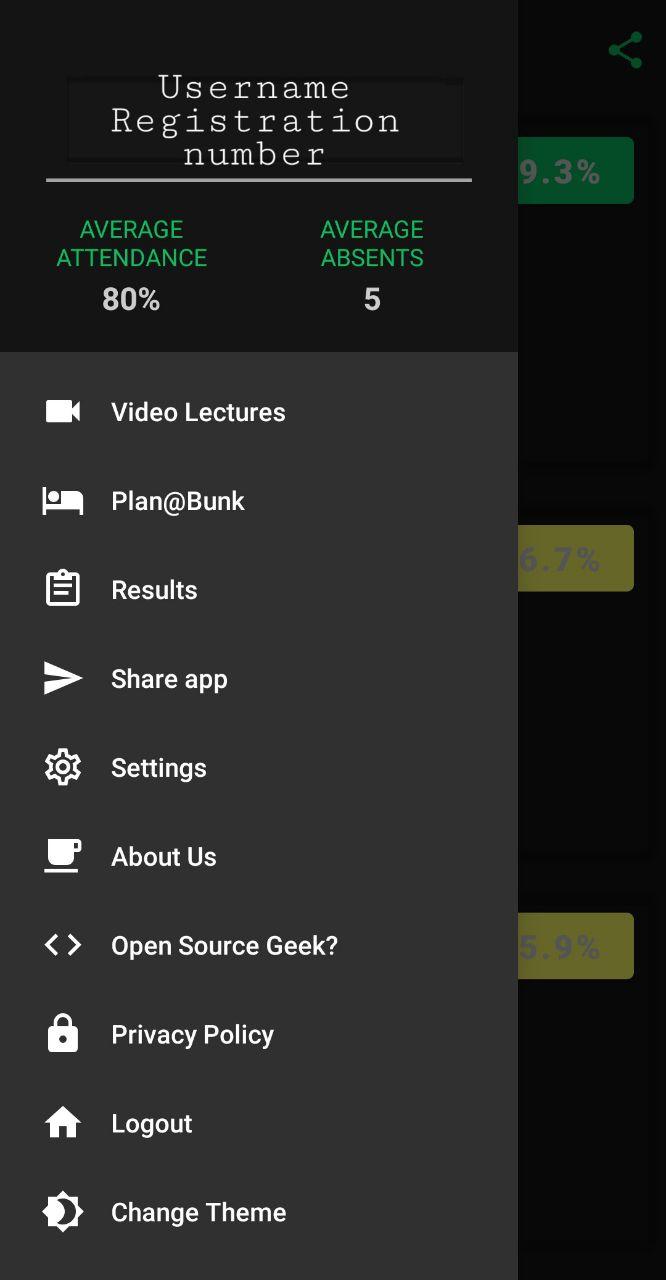 Username
Registration
number
AVERAGE
ATTENDANCE
80%
AVERAGE
ABSENTS
5
Video Lectures
Plan@Bunk
Results
Share app
Settings
About Us
Open Source Geek?
Privacy Policy
Logout
Change Theme
9.3%
6.7%
5.9%